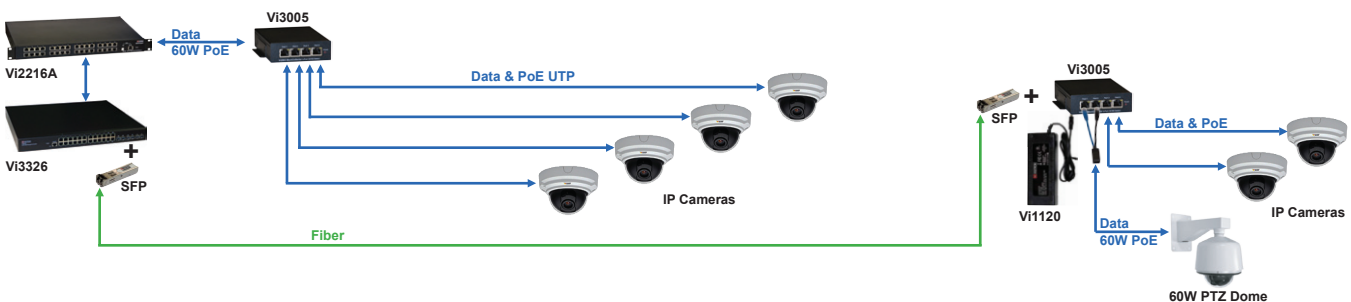 Vi3005
Data
60W PoE
Vi2216A
Data & PoE UTP
Vi3005
SFP
+
Data & PoE
Vi3326
+
SFP
IP Cameras
Vi1120
IP Cameras
Data
60W PoE
Fiber
60W PTZ Dome